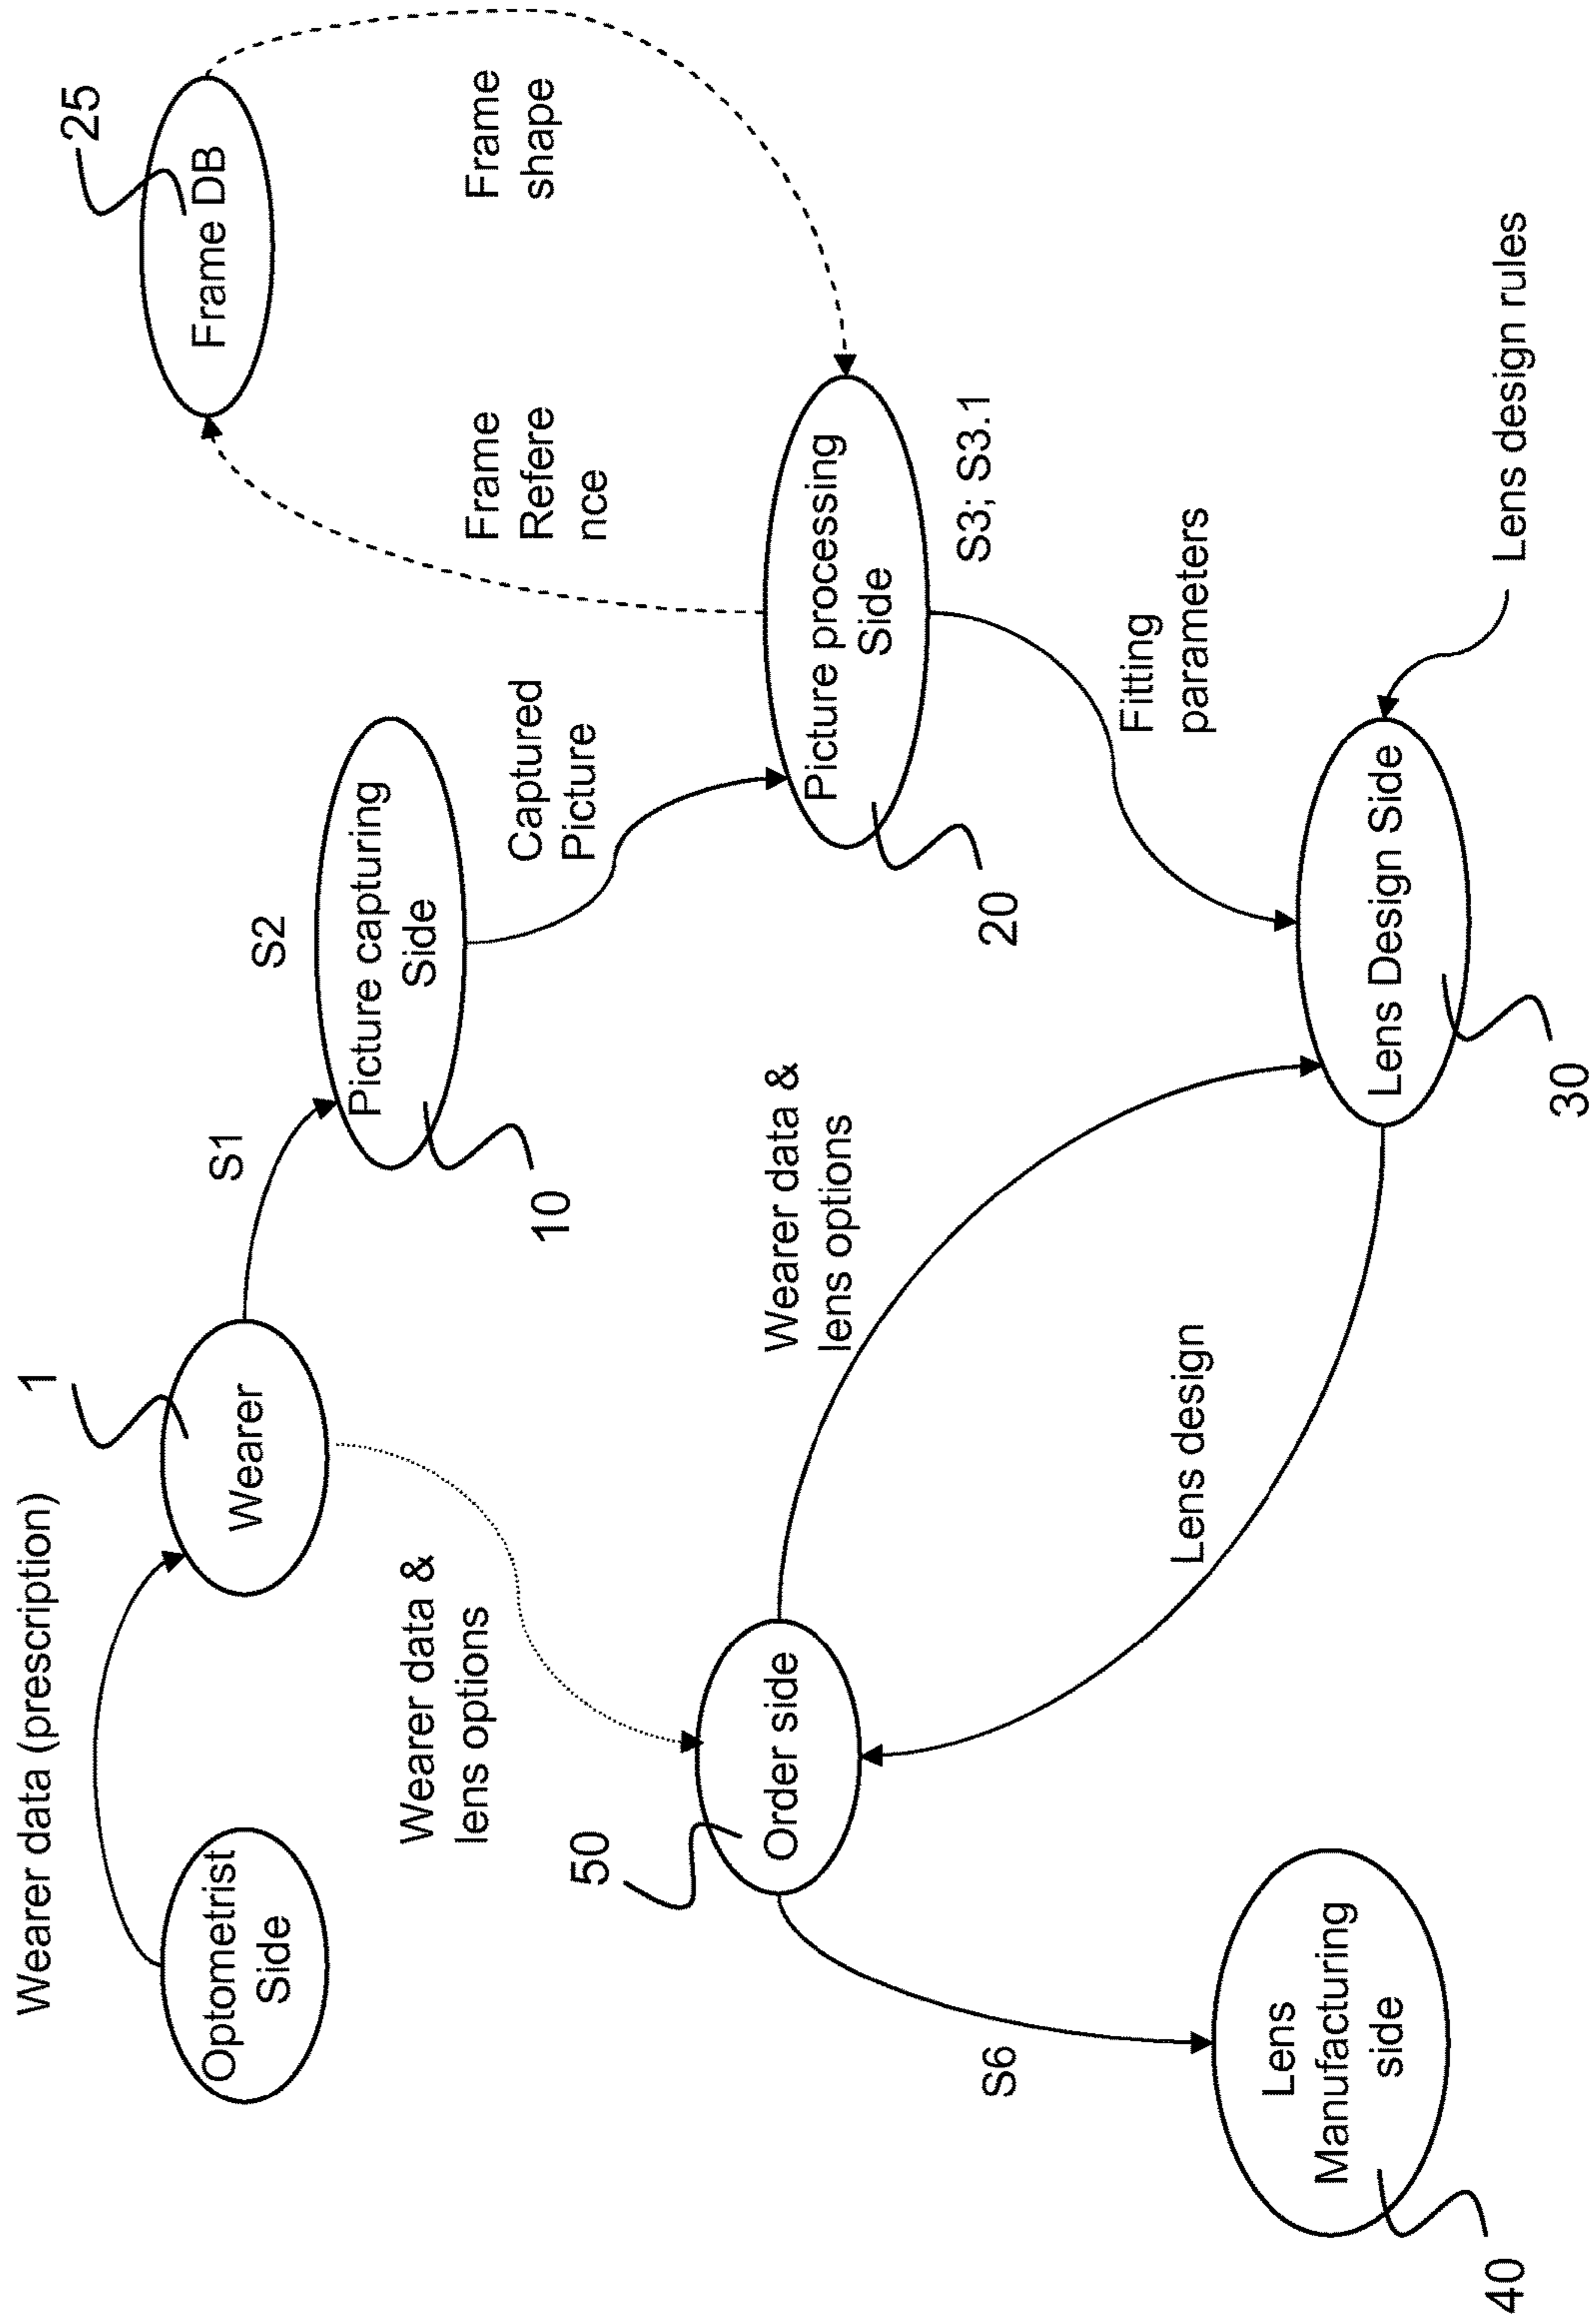 Wearer data (prescription)
1
25
Optometrist
Side
Wearer
S1
S2
Frame DB
Picture capturing
Side
10
Wearer data &
lens options
Captured
Picture
Frame
Refere
nce
Frame
shape
50
Order side
Wearer data &
lens options
Picture processing
Side
20
S3; S3.1
S6
Lens design
Fitting
parameters
Lens
Manufacturing
side
40
Lens Design Side
30
Lens design rules